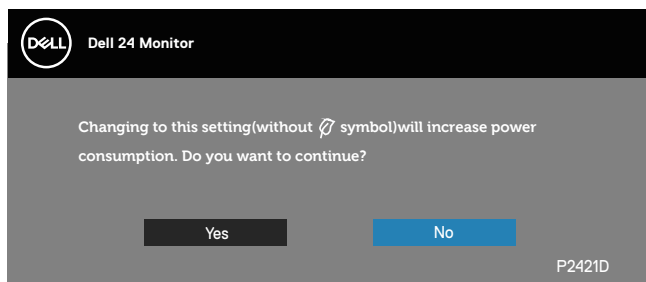 DELL
Dell 24 Monitor
Changing to this setting(without symbol)will increase power
consumption. Do you want to continue?
Yes No
P2421D